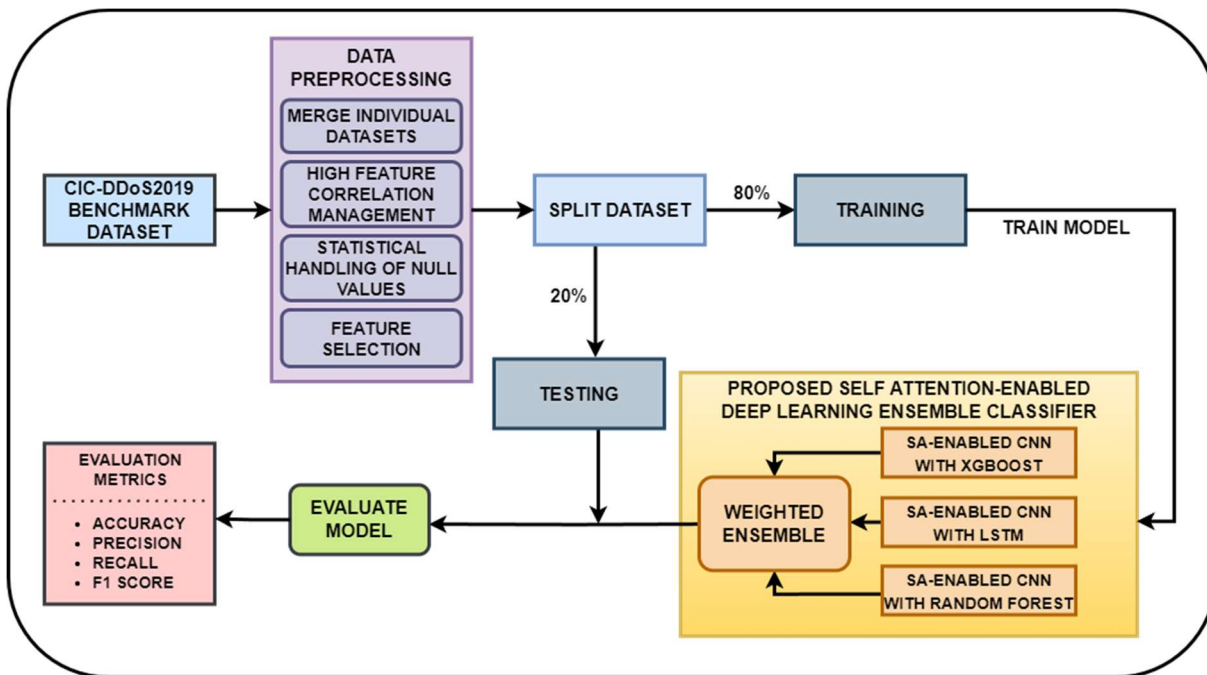 DATA
PREPROCESSING
MERGE INDIVIDUAL
DATASETS
HIGH FEATURE
CORRELATION
MANAGEMENT
STATISTICAL
HANDLING OF NULL
VALUES
FEATURE
SELECTION
CIC-DDoS2019
BENCHMARK
DATASET
SPLIT DATASET
80%
TRAINING
TRAIN MODEL
20%
TESTING
PROPOSED SELF ATTENTION-ENABLED
DEEP LEARNING ENSEMBLE CLASSIFIER
SA-ENABLED CNN
WITH XGBOOST
SA-ENABLED CNN
WITH LSTM
SA-ENABLED CNN
WITH RANDOM FOREST
WEIGHTED
ENSEMBLE
EVALUATE
MODEL
EVALUATION
METRICS
• ACCURACY
• PRECISION
• RECALL
• F1 SCORE